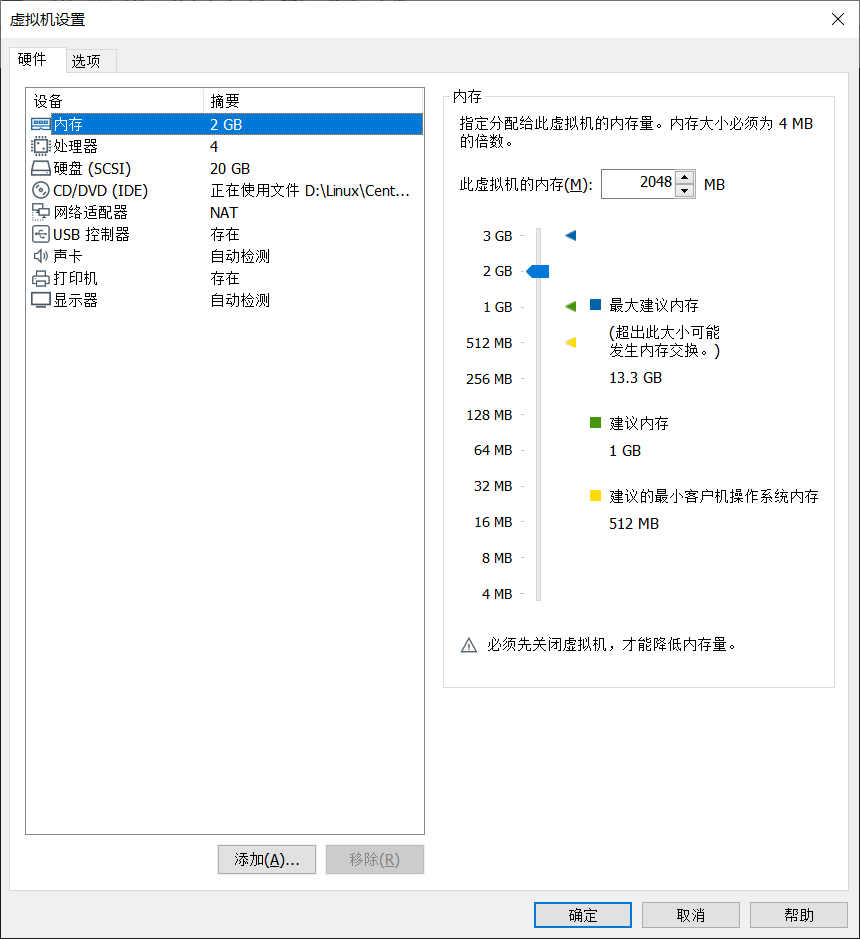 虚拟机设置
硬件 选项
设备 摘要
内存 2 GB
处理器 4
硬盘 (SCSI) 20 GB
CD/DVD (IDE) 正在使用文件 D:\Linux\Cent...
网络适配器 NAT
USB 控制器 存在
声卡 自动检测
打印机 存在
显示器 自动检测
添加(A)... 移除(R)
内存
指定分配给此虚拟机的内存量。内存大小必须为 4 MB
的倍数。
此虚拟机的内存(M): 2048 MB
3 GB
2 GB
1 GB
512 MB
256 MB
128 MB
64 MB
32 MB
16 MB
8 MB
4 MB
最大建议内存
(超出此大小可能
发生内存交换。)
13.3 GB
建议内存
1 GB
建议的最小客户机操作系统内存
512 MB
必须先关闭虚拟机，才能降低内存量。
确定 取消 帮助